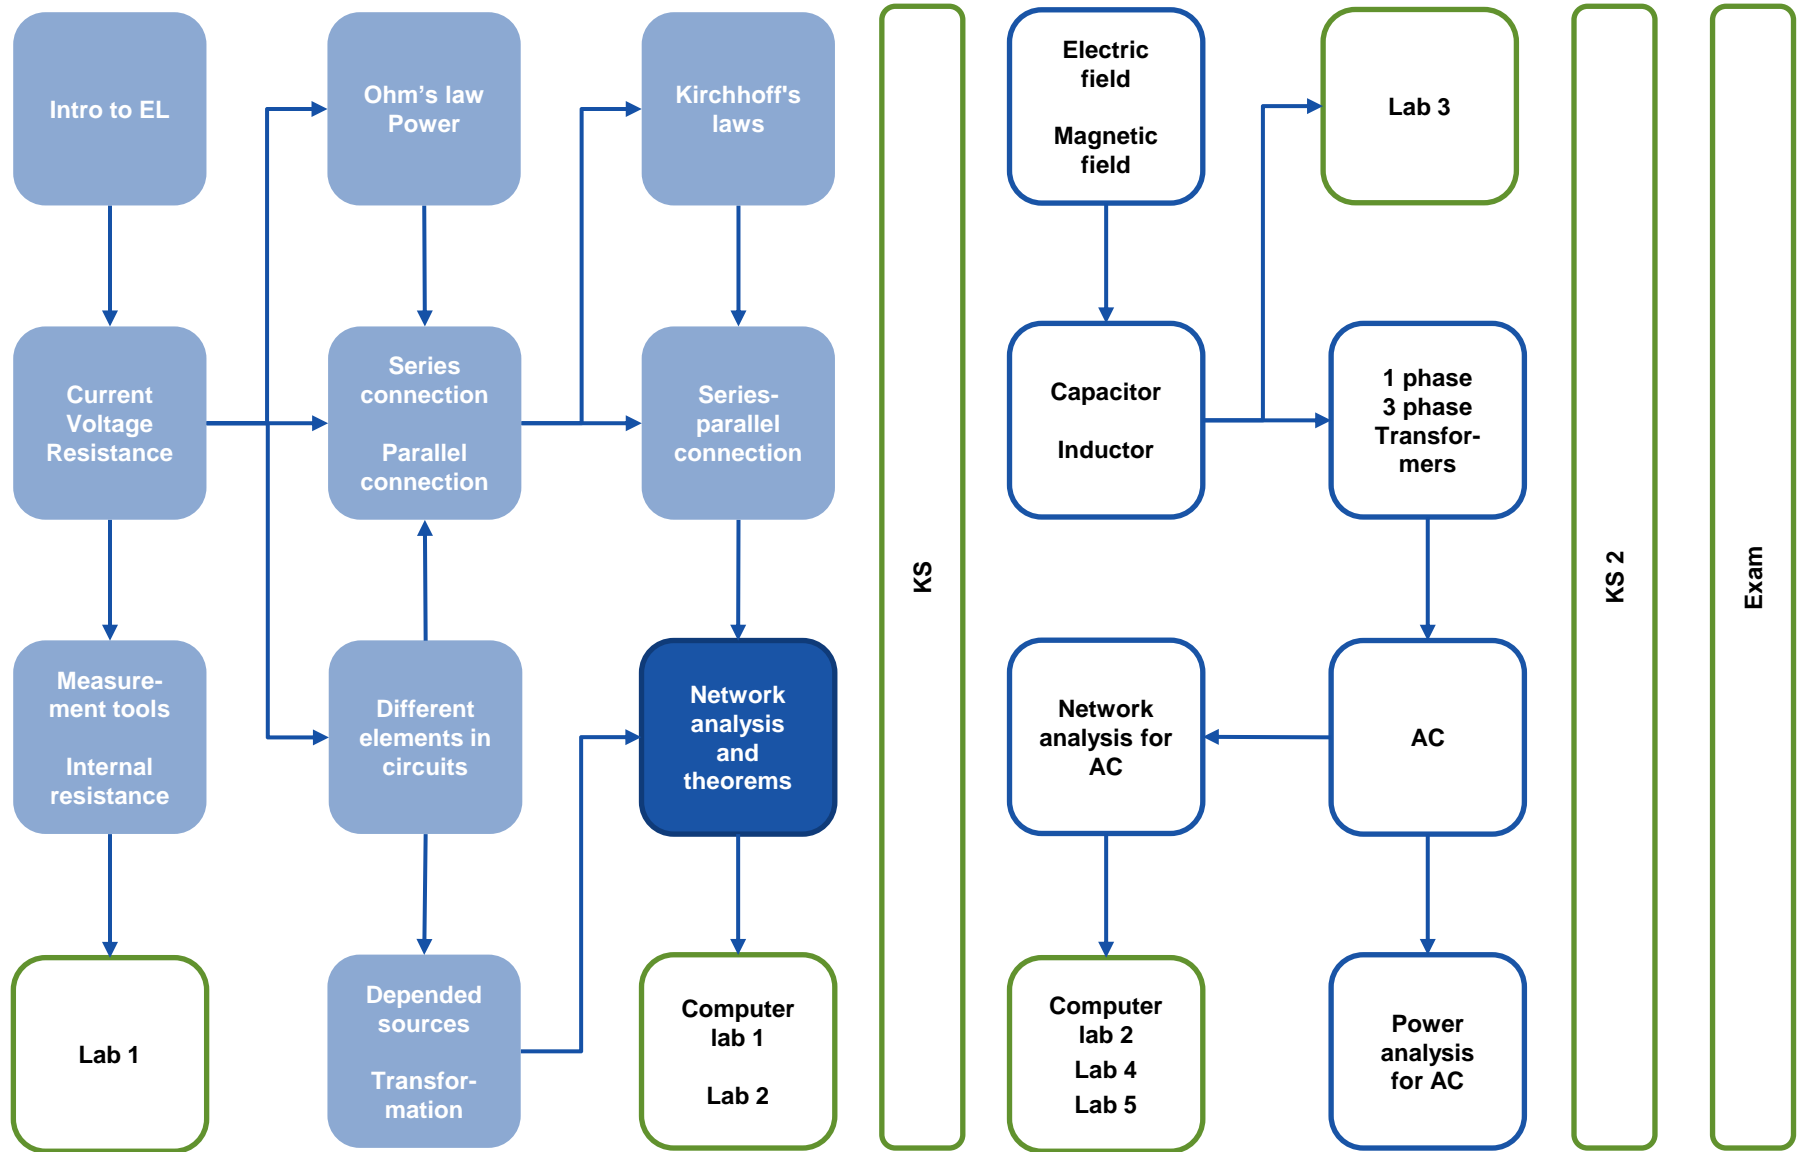 Intro to EL
Ohm's law
Power
Kirchhoff's
laws
Current
Voltage
Resistance
Series
connection
Parallel
connection
Series-
parallel
connection
Measure-
ment tools
Internal
resistance
Different
elements in
circuits
Network
analysis
and
theorems
Lab 1
Depended
sources
Transfor-
mation
Computer
lab 1
Lab 2
KS
Electric
field
Magnetic
field
Lab 3
Capacitor
Inductor
1 phase
3 phase
Transfor-
mers
Network
analysis for
AC
AC
Computer
lab 2
Lab 4
Lab 5
Power
analysis
for AC
KS 2
Exam